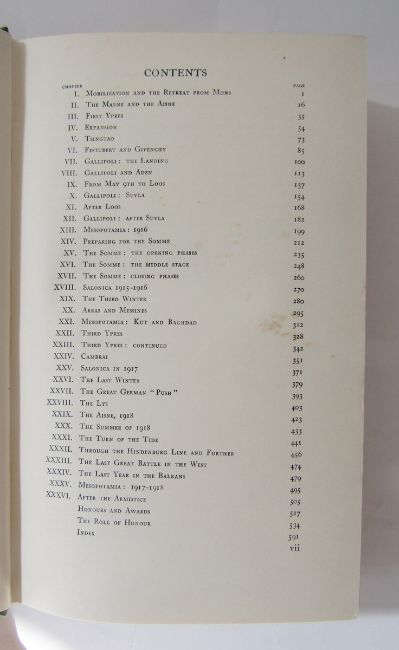 CONTENTS
CHAPTER PAGE
I. Mobilization and the Retreat from Mons 1
II. The Marne and the Aisne 16
III. First Ypres 35
IV. Expansion 54
V. Tsingtao 73
VI. Festubert and Givenchy 85
VII. Gallipoli: the Landing 100
VIII. Gallipoli and Aden 113
IX. From May 9th to Loos 137
X. Gallipoli: Suvla 154
XI. After Loos 168
XII. Gallipoli: after Suvla 182
XIII. Mesopotamia: 1916 199
XIV. Preparing for the Somme 212
XV. The Somme: the opening phases 235
XVI. The Somme: the middle stage 248
XVII. The Somme: closing phases 260
XVIII. Salonica 1915-1916 270
XIX. The Third Winter 280
XX. Arras and Messines 295
XXI. Mesopotamia: Kut and Baghdad 312
XXII. Third Ypres 328
XXIII. Third Ypres: continued 342
XXIV. Cambrai 351
XXV. Salonica in 1917 371
XXVI. The Last Winter 379
XXVII. The Great German "Push" 393
XXVIII. The Lys 403
XXIX. The Aisne, 1918 423
XXX. The Summer of 1918 433
XXXI. The Turn of the Tide 441
XXXII. Through the Hindenburg Line and Further 456
XXXIII. The Last Great Battle in the West 474
XXXIV. The Last Year in the Balkans 479
XXXV. Mesopotamia: 1917-1918 495
XXXVI. After the Armistice 505
Honours and Awards 517
The Roll of Honour 534
Index 591
vii